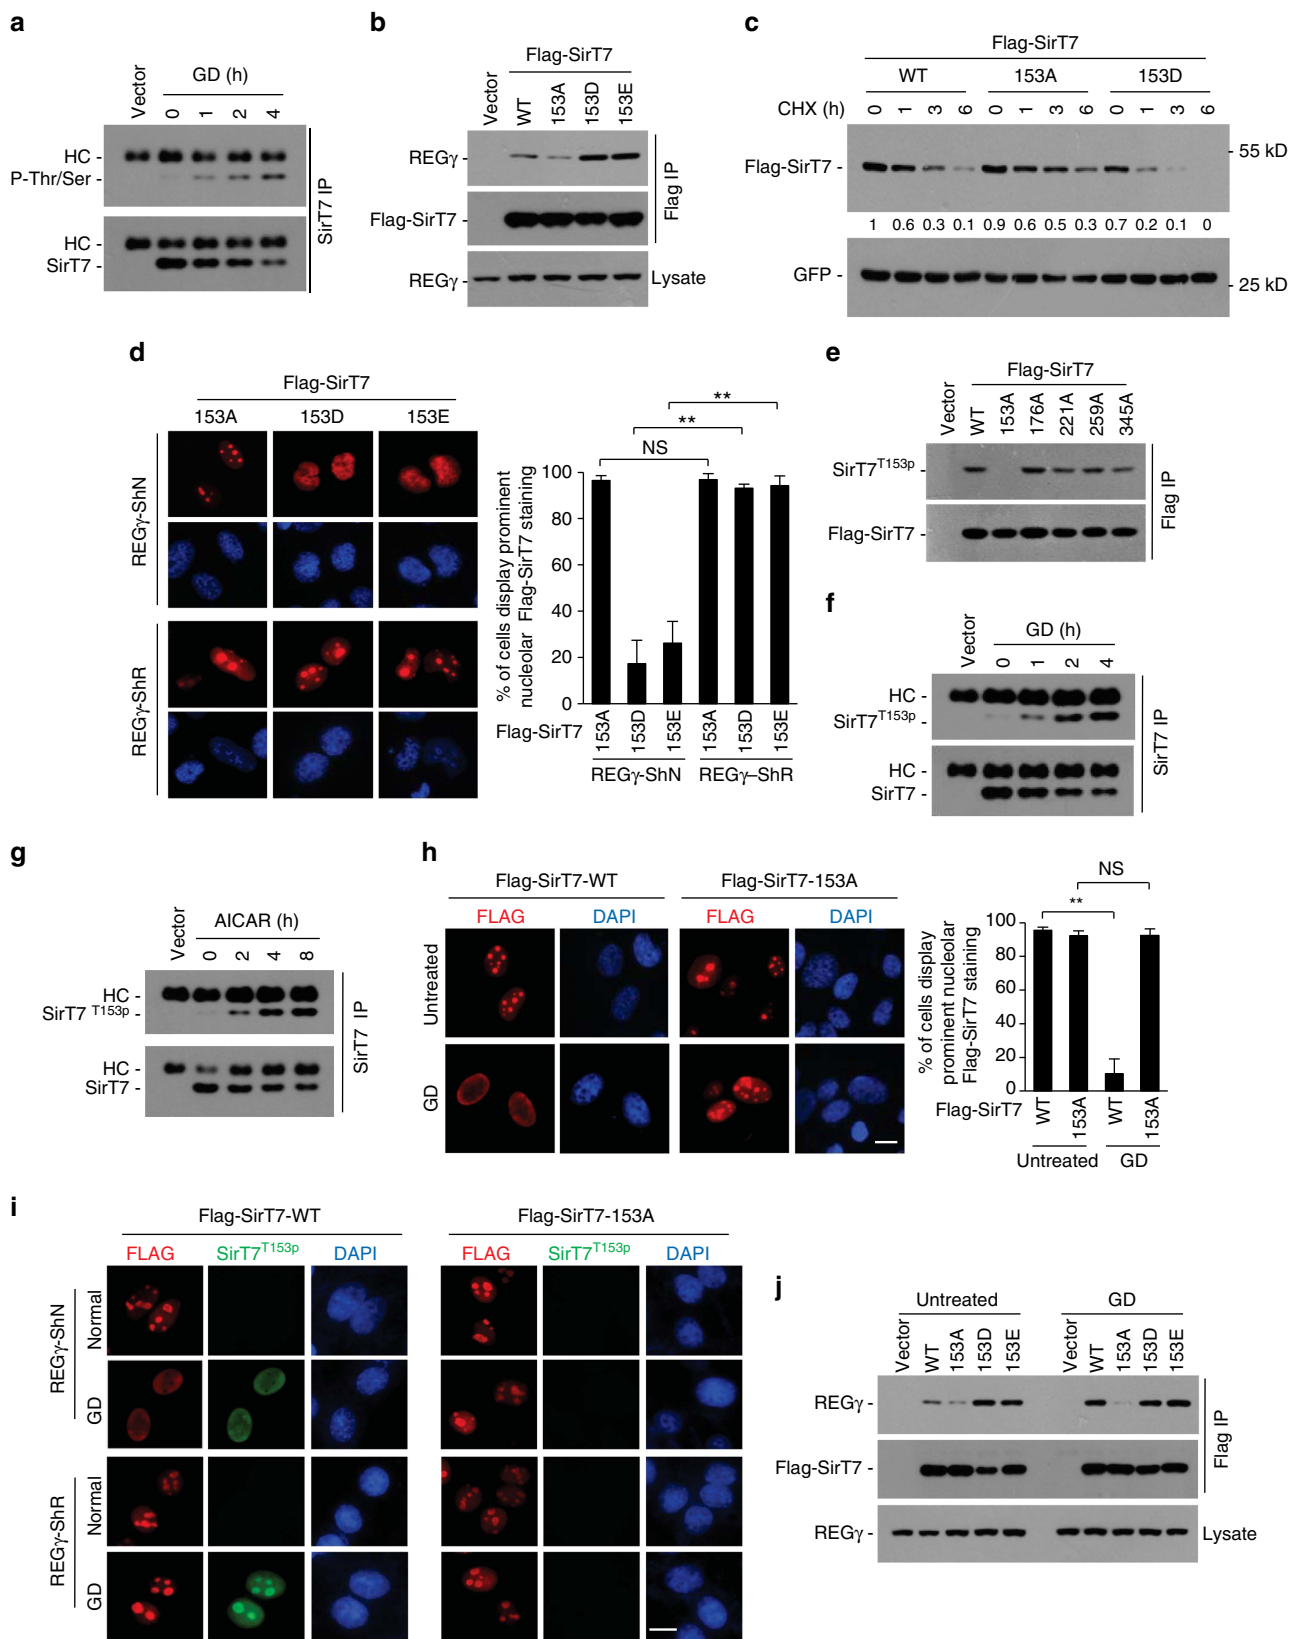 a
GD (h)
Vector
0 1 2 4
HC -
P-Thr/Ser -
HC -
SirT7 -
SirT7 IP
b
Flag-SirT7
Vector WT 153A 153D 153E
REGγ -
Flag-SirT7 -
REGγ -
Flag IP
Lysate
c
Flag-SirT7
WT 153A 153D
CHX (h) 0 1 3 6 0 1 3 6 0 1 3 6
Flag-SirT7 -
- 55 kD
1 0.6 0.3 0.1 0.9 0.6 0.5 0.3 0.7 0.2 0.1 0
GFP -
- 25 kD
d
Flag-SirT7
153A 153D 153E
REGγ-ShN
REGγ-ShR
% of cells display prominent
nucleolar Flag-SirT7 staining
100
80
60
40
20
0
NS
**
**
Flag-SirT7 153A 153D 153E 153A 153D 153E
REGγ-ShN REGγ–ShR
e
Flag-SirT7
Vector WT 153A 176A 221A 259A 345A
SirT7T153p -
Flag-SirT7 -
Flag IP
f
GD (h)
Vector 0 1 2 4
HC -
SirT7T153p -
HC -
SirT7 -
SirT7 IP
g
AICAR (h)
Vector 0 2 4 8
HC -
SirT7 T153p -
HC -
SirT7 -
SirT7 IP
h
Flag-SirT7-WT Flag-SirT7-153A
FLAG DAPI FLAG DAPI
Untreated
GD
% of cells display
prominent nucleolar
Flag-SirT7 staining
100
80
60
40
20
0
**
NS
Flag-SirT7 WT 153A WT 153A
Untreated GD
i
Flag-SirT7-WT Flag-SirT7-153A
FLAG SirT7T153p DAPI FLAG SirT7T153p DAPI
REGγ-ShN
Normal
GD
REGγ-ShR
Normal
GD
j
Untreated GD
Vector WT 153A 153D 153E Vector WT 153A 153D 153E
REGγ -
Flag-SirT7 -
REGγ -
Flag IP
Lysate